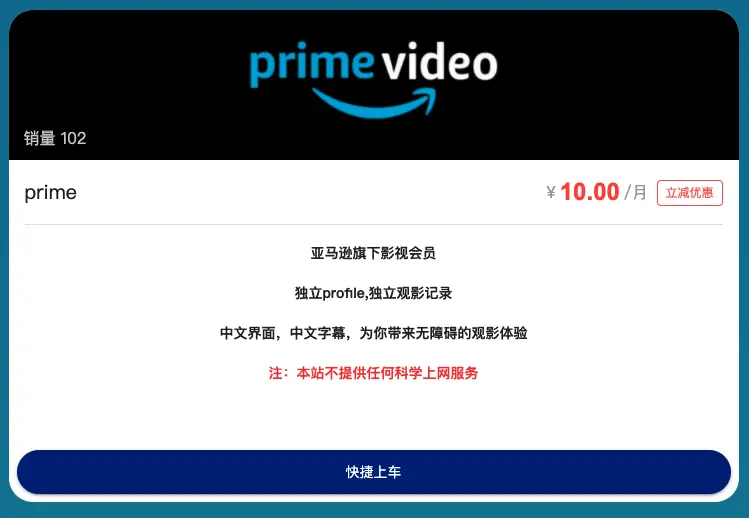 prime video
销量 102
prime
¥ 10.00 /月 立减优惠
亚马逊旗下影视会员
独立profile,独立观影记录
中文界面，中文字幕，为你带来无障碍的观影体验
注：本站不提供任何科学上网服务
快捷上车